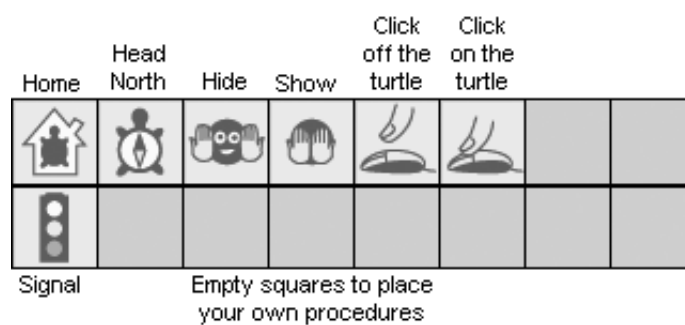 Home
Head
North
Hide
Show
Click
off the
turtle
Click
on the
turtle
Signal
Empty squares to place
your own procedures